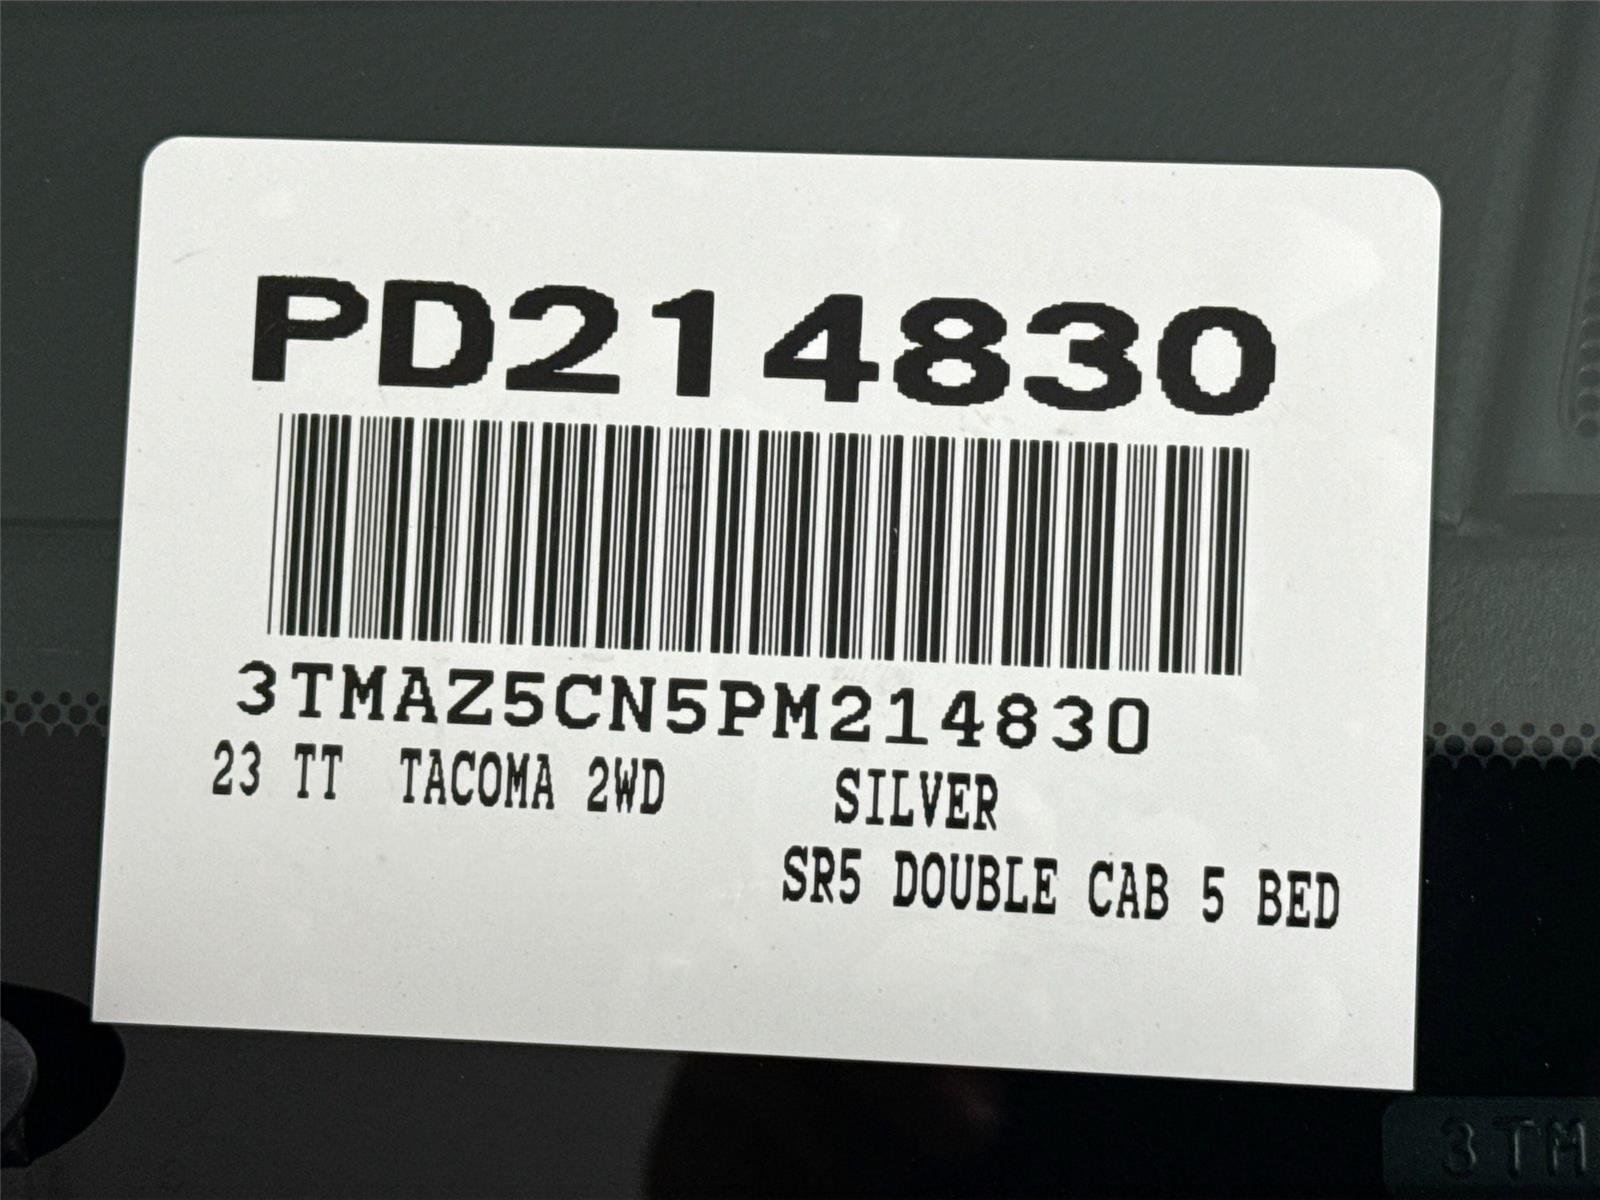 PD214830
3TMAZ5CN5PM214830
23 TT TACOMA 2WD SILVER
SR5 DOUBLE CAB 5 BED
3TM